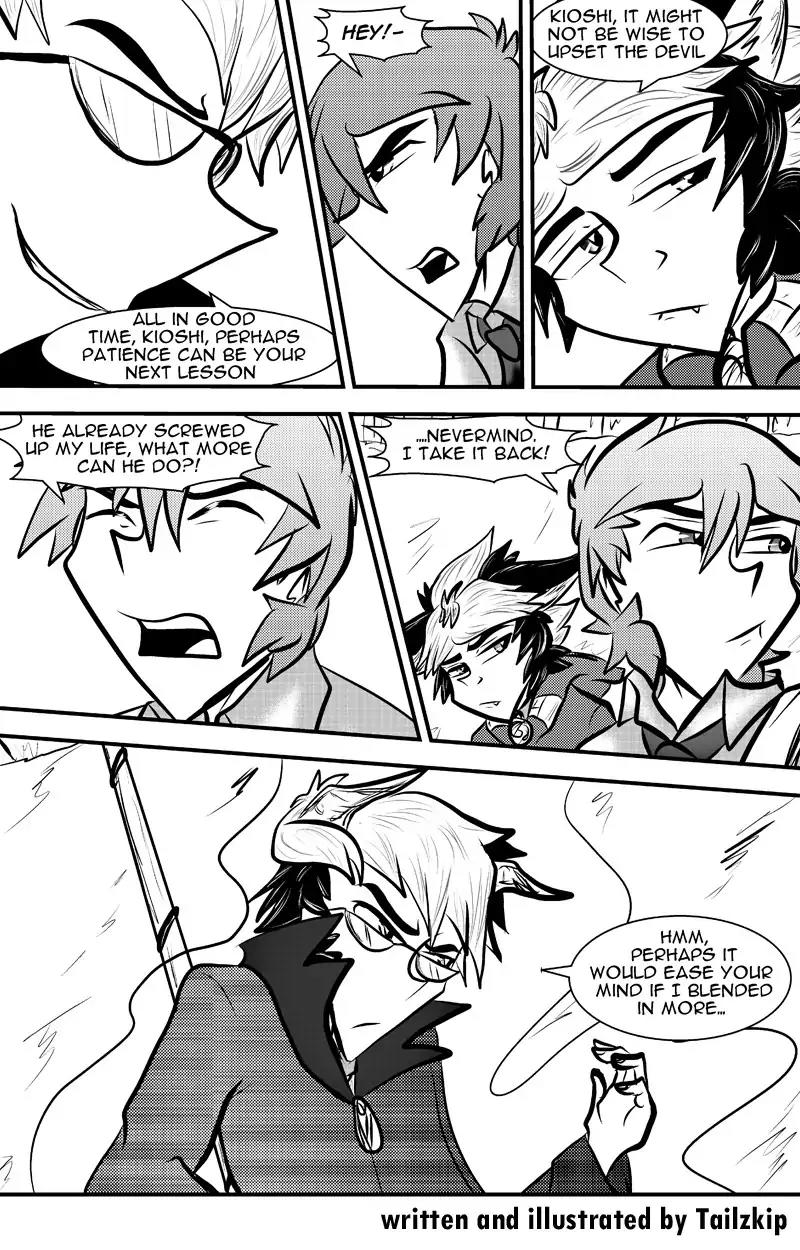 ALL IN GOOD
TIME, KIOSHI, PERHAPS
PATIENCE CAN BE YOUR
NEXT LESSON
HEY!-
KIOSHI, IT MIGHT
NOT BE WISE TO
UPSET THE DEVIL
HE ALREADY SCREWED
UP MY LIFE, WHAT MORE
CAN HE DO?!
....NEVERMIND.
I TAKE IT BACK!
HMM,
PERHAPS IT
WOULD EASE YOUR
MIND IF I BLENDED
IN MORE...
written and illustrated by Tailzkip